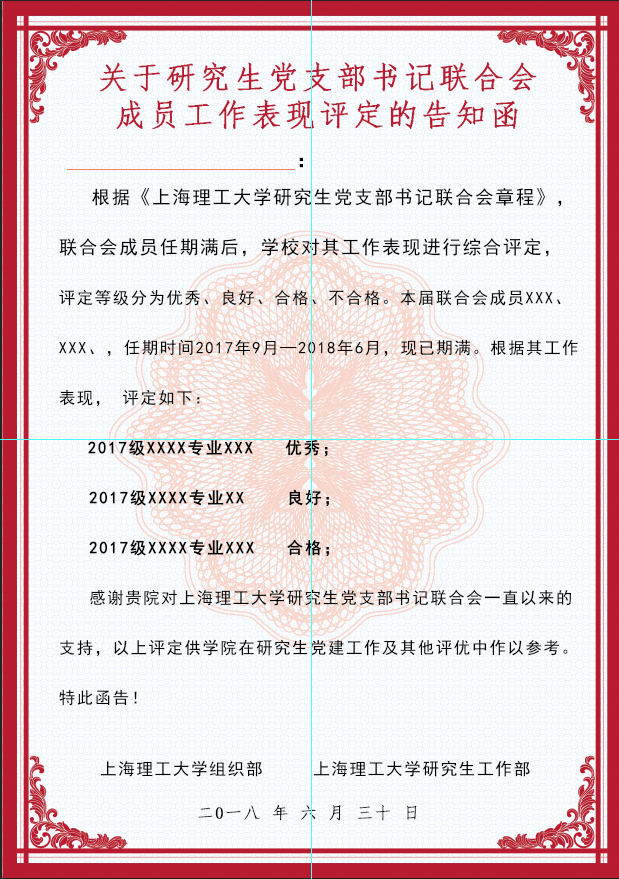 关于研究生党支部书记联合会
成员工作表现评定的告知函
____________________：
根据《上海理工大学研究生党支部书记联合会章程》，
联合会成员任期满后，学校对其工作表现进行综合评定，
评定等级分为优秀、良好、合格、不合格。本届联合会成员XXX、
XXX、，任期时间2017年9月—2018年6月，现已期满。根据其工作
表现， 评定如下：
2017级XXXX专业XXX 优秀；
2017级XXXX专业XX 良好；
2017级XXXX专业XXX 合格；
感谢贵院对上海理工大学研究生党支部书记联合会一直以来的
支持，以上评定供学院在研究生党建工作及其他评优中作以参考。
特此函告！
上海理工大学组织部 上海理工大学研究生工作部
二0一八 年 六 月 三十 日